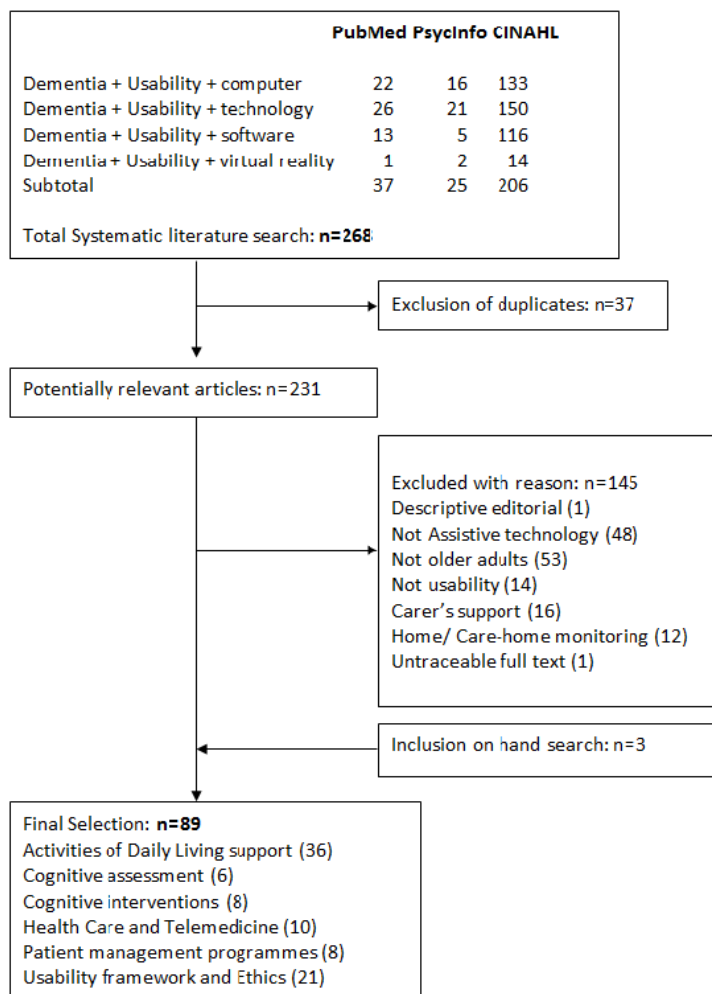 PubMed PsycInfo CINAHL
Dementia + Usability + computer 22 16 133
Dementia + Usability + technology 26 21 150
Dementia + Usability + software 13 5 116
Dementia + Usability + virtual reality 1 2 14
Subtotal 37 25 206
Total Systematic literature search: n=268
Exclusion of duplicates: n=37
Potentially relevant articles: n=231
Excluded with reason: n=145
Descriptive editorial (1)
Not Assistive technology (48)
Not older adults (53)
Not usability (14)
Carer's support (16)
Home/ Care-home monitoring (12)
Untraceable full text (1)
Inclusion on hand search: n=3
Final Selection: n=89
Activities of Daily Living support (36)
Cognitive assessment (6)
Cognitive interventions (8)
Health Care and Telemedicine (10)
Patient management programmes (8)
Usability framework and Ethics (21)